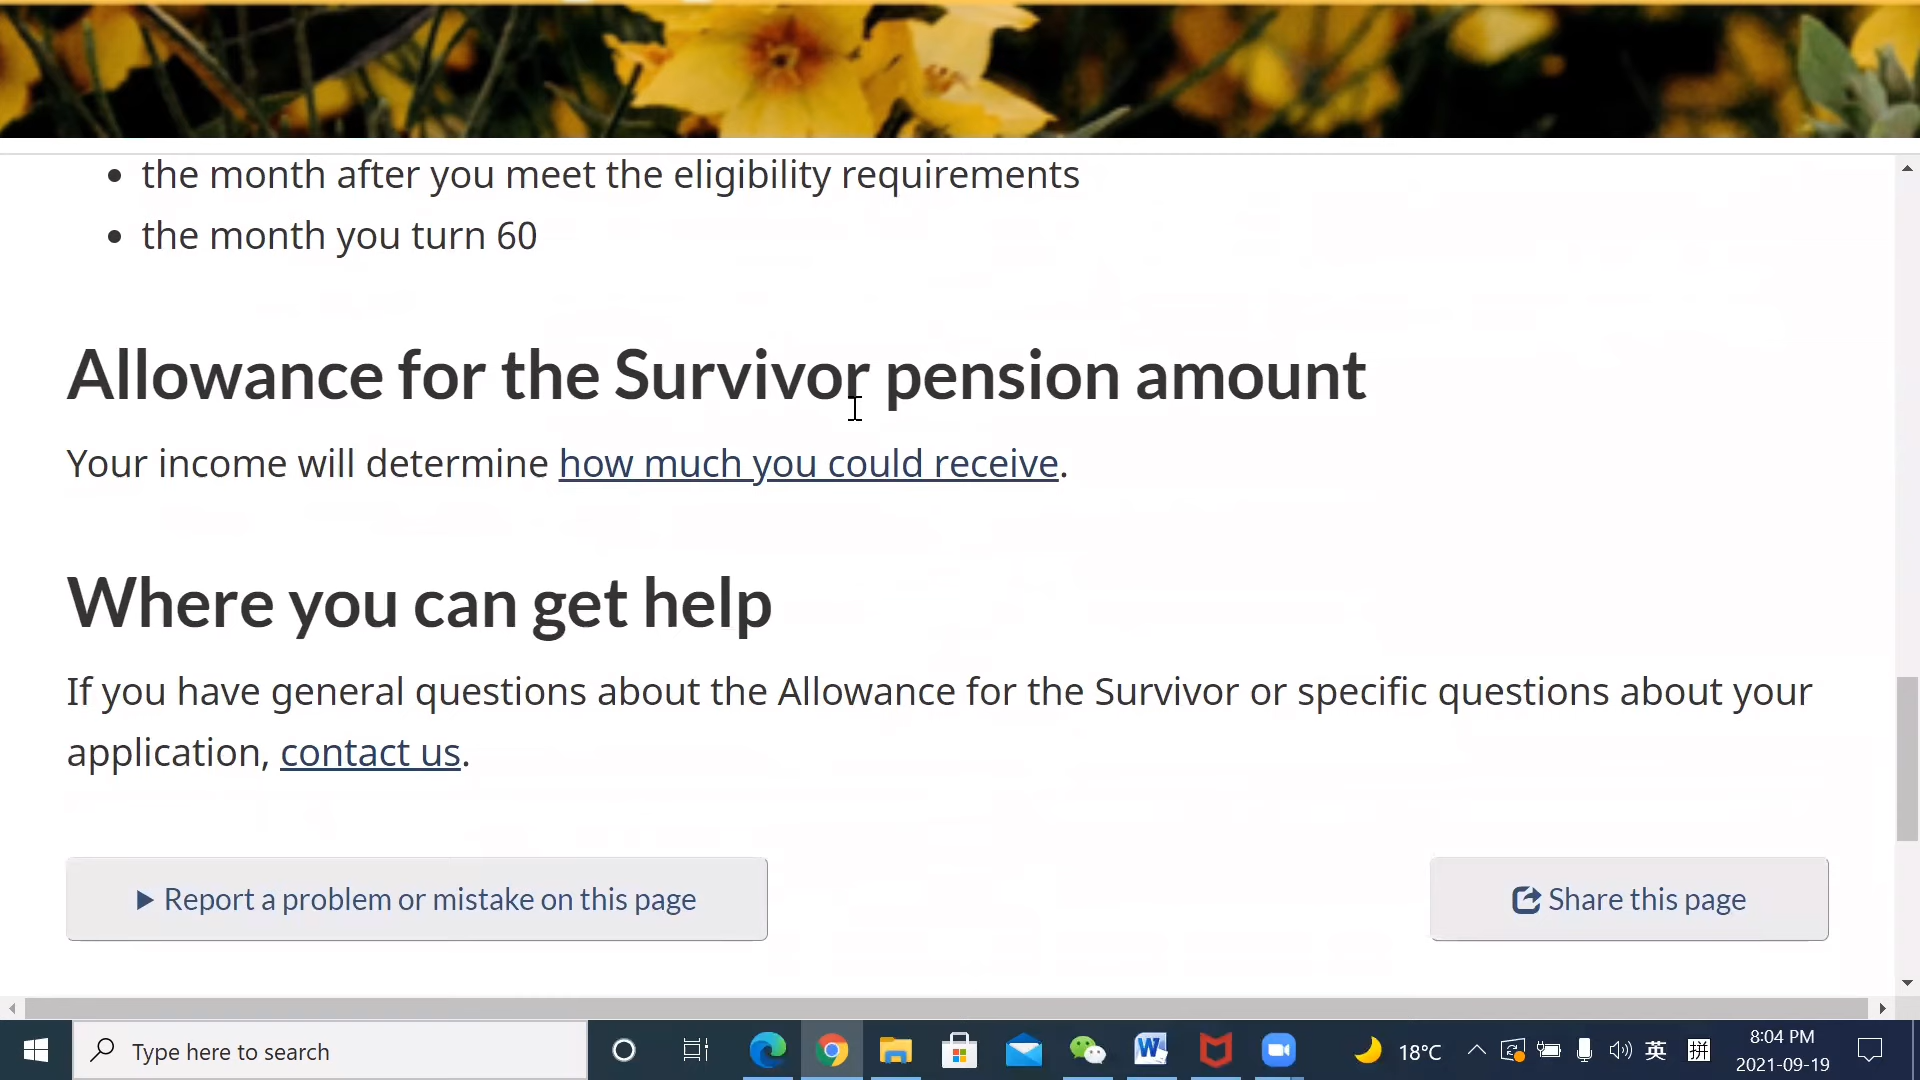 the month after you meet the eligibility requirements
the month you turn 60
Allowance for the Survivor pension amount
Your income will determine how much you could receive.
Where you can get help
If you have general questions about the Allowance for the Survivor or specific questions about your
application, contact us.
Report a problem or mistake on this page
Share this page
Type here to search
18°C
英
拼
8:04 PM
2021-09-19